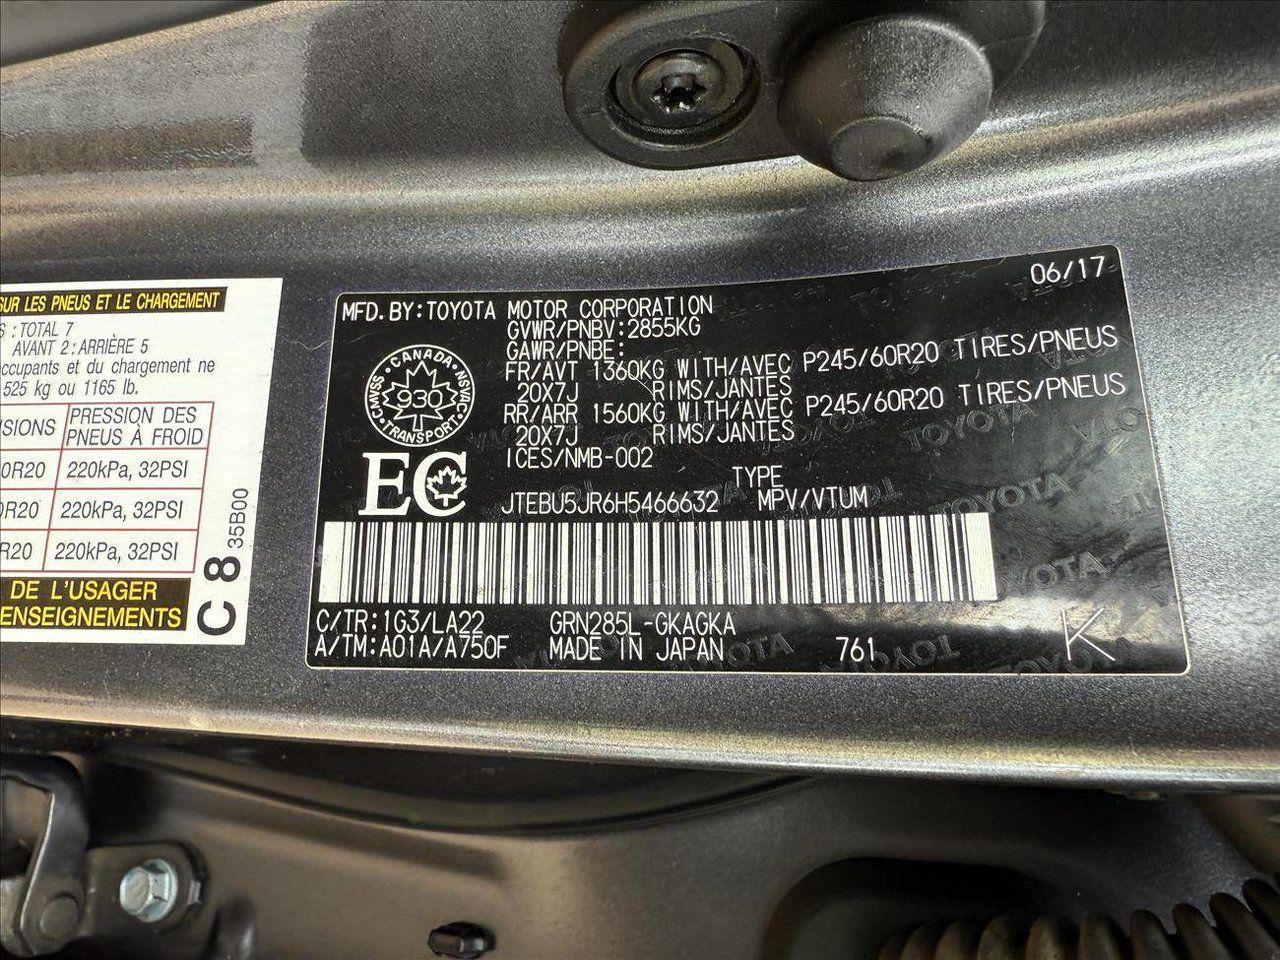 SUR LES PNEUS ET LE CHARGEMENT
S : TOTAL 7
AVANT 2 : ARRIÈRE 5
ccupants et du chargement ne
525 kg ou 1165 lb.
NSIONS PRESSION DES PNEUS À FROID
0R20 220kPa, 32PSI
0R20 220kPa, 32PSI
R20 220kPa, 32PSI
DE L'USAGER
ENSEIGNEMENTS
C 8
35B00
06/17
MFD.BY:TOYOTA MOTOR CORPORATION
GVWR/PNBV:2855KG
GAWR/PNBE:
FR/AVT 1360KG WITH/AVEC P245/60R20 TIRES/PNEUS
20X7J RIMS/JANTES
RR/ARR 1560KG WITH/AVEC P245/60R20 TIRES/PNEUS
20X7J RIMS/JANTES
ICES/NMB-002
CANADA
CMVSS 930 NSVAC
TRANSPORT
EC
TYPE
JTEBU5JR6H5466632 MPV/VTUM
C/TR:1G3/LA22 GRN285L-GKAGKA
A/TM:A01A/A750F MADE IN JAPAN 761 K
TOYOTA